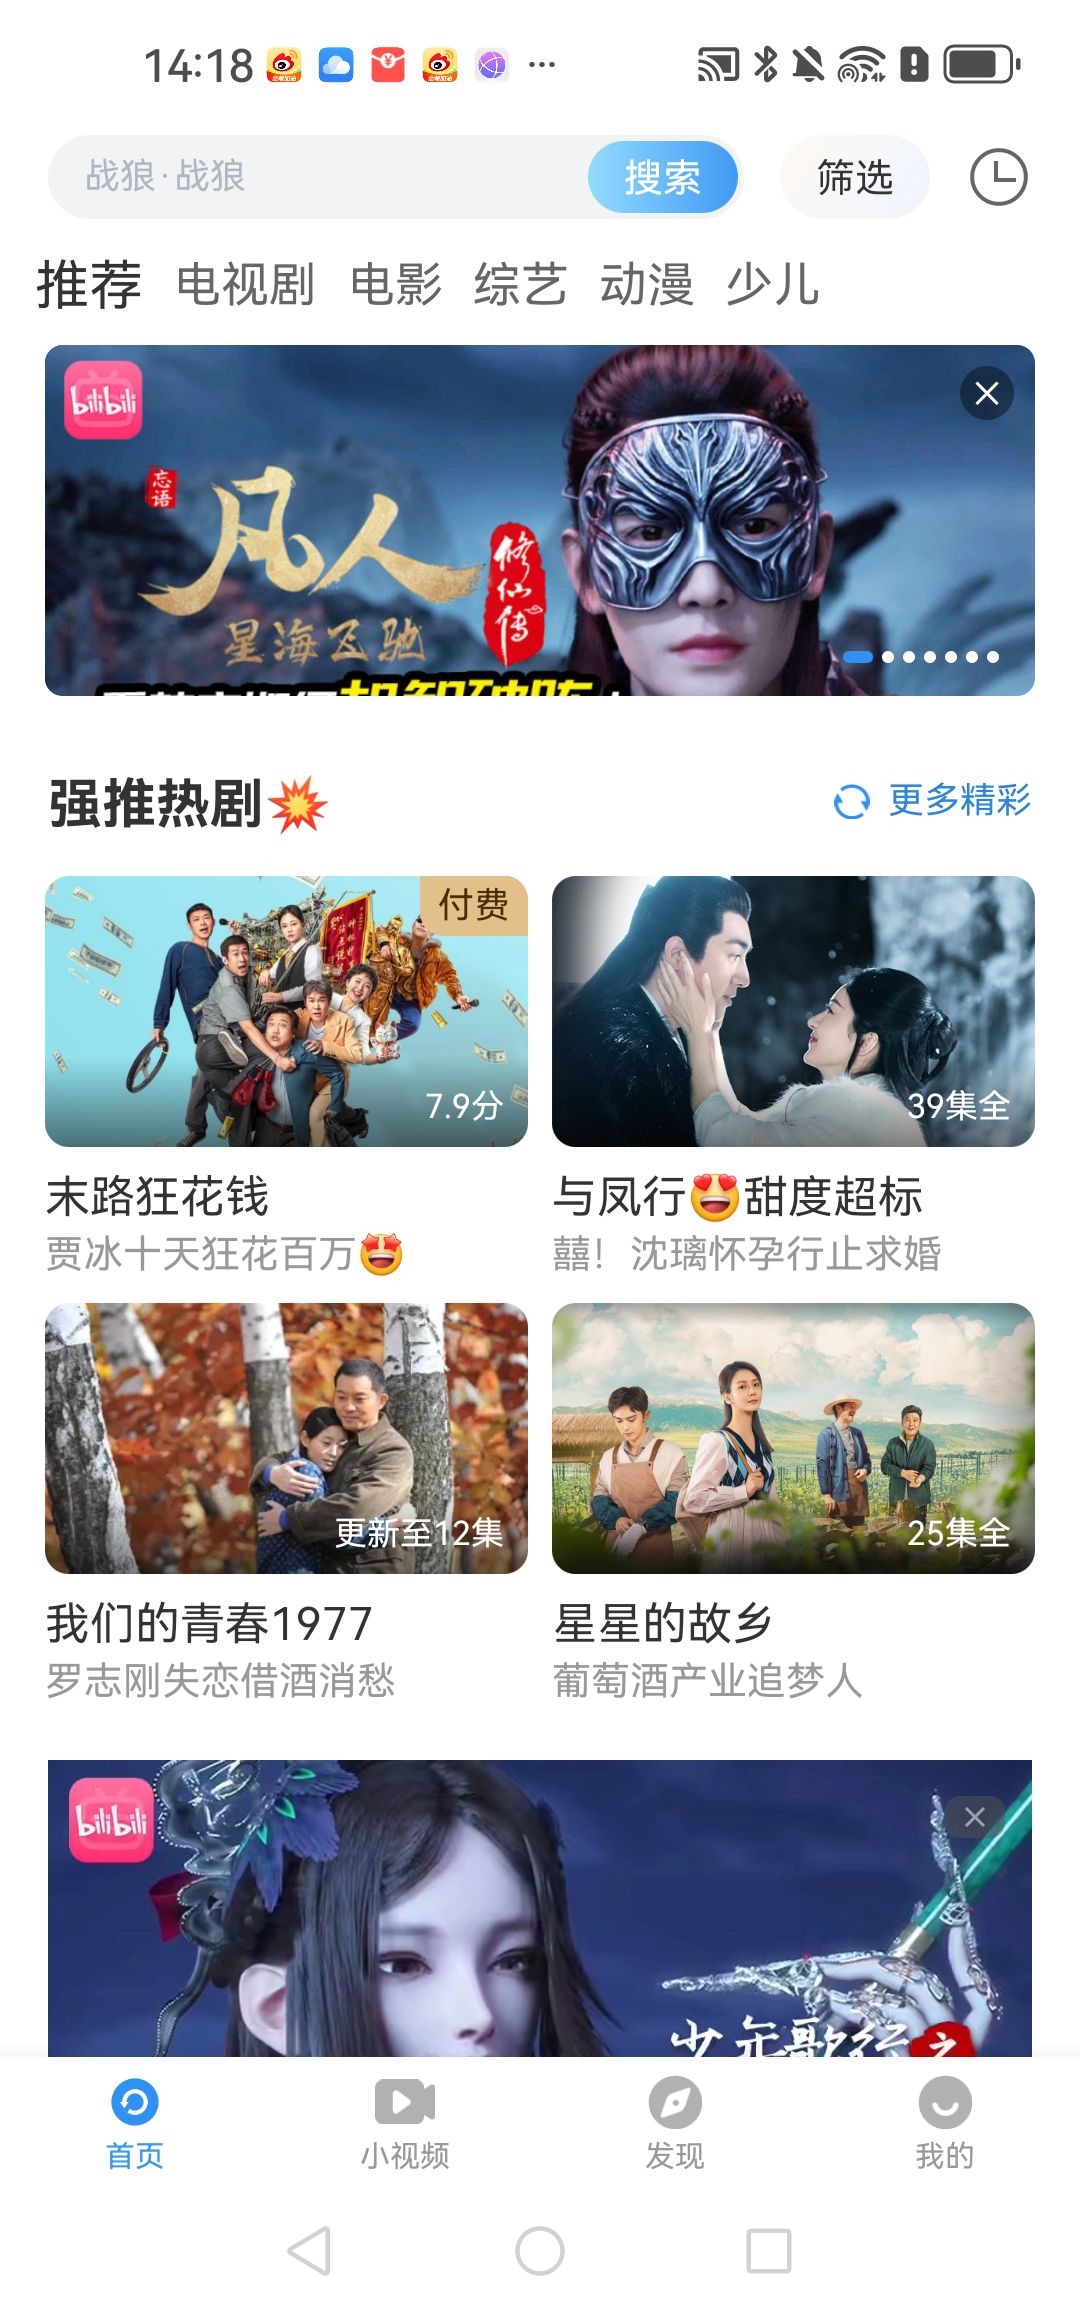 14:18
战狼·战狼
搜索
筛选
推荐 电视剧 电影 综艺 动漫 少儿
bilibili
忘语
凡人
修仙传
星海飞驰
强推热剧💥
更多精彩
付费
7.9分
39集全
末路狂花钱
贾冰十天狂花百万🤩
与凤行😍甜度超标
囍！沈璃怀孕行止求婚
更新至12集
25集全
我们的青春1977
罗志刚失恋借酒消愁
星星的故乡
葡萄酒产业追梦人
bilibili
少年歌行之
首页
小视频
发现
我的